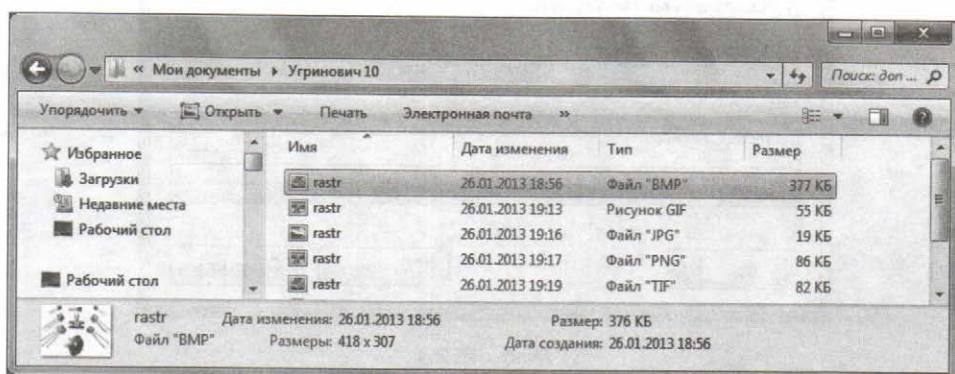 « Мои документы ▸ Угринович 10 Поиск: доп ...
Упорядочить Открыть Печать Электронная почта »
Имя Дата изменения Тип Размер
Избранное
Загрузки
Недавние места
Рабочий стол
Рабочий стол
rastr 26.01.2013 18:56 Файл "BMP" 377 КБ
rastr 26.01.2013 19:13 Рисунок GIF 55 КБ
rastr 26.01.2013 19:16 Файл "JPG" 19 КБ
rastr 26.01.2013 19:17 Файл "PNG" 86 КБ
rastr 26.01.2013 19:19 Файл "TIF" 82 КБ
rastr Дата изменения: 26.01.2013 18:56 Размер: 376 КБ
Файл "BMP" Размеры: 418 x 307 Дата создания: 26.01.2013 18:56